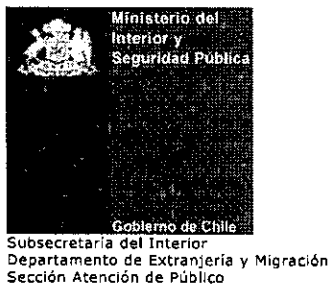 Ministerio del
Interior y
Seguridad Pública
Gobierno de Chile
Subsecretaría del Interior
Departamento de Extranjería y Migración
Sección Atención de Público